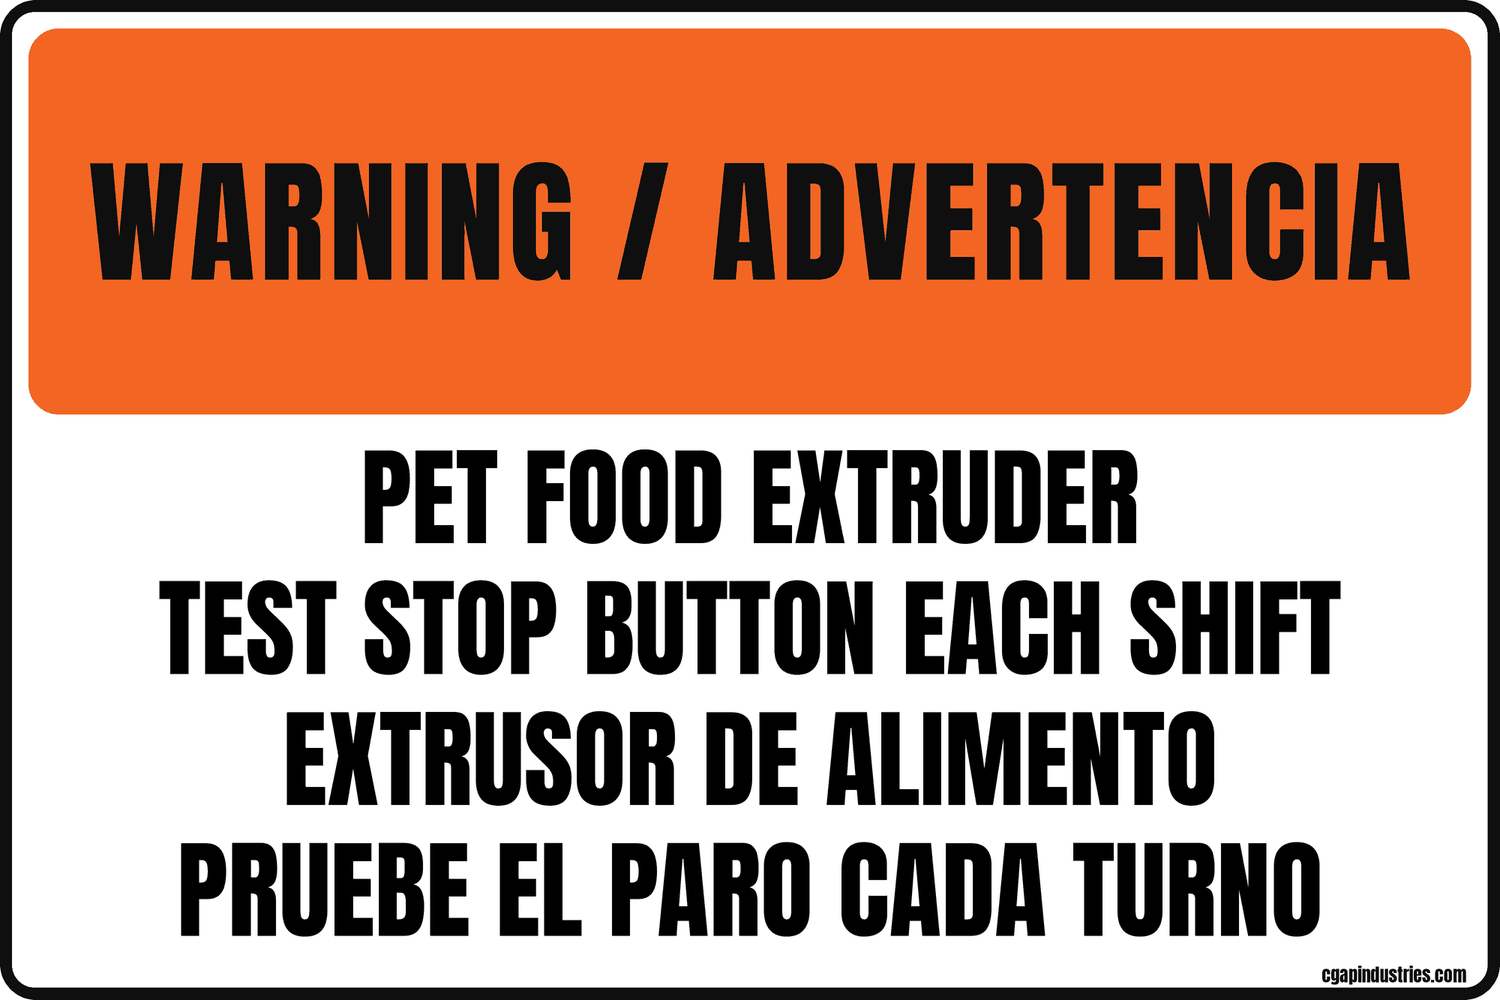 WARNING / ADVERTENCIA
PET FOOD EXTRUDER
TEST STOP BUTTON EACH SHIFT
EXTRUSOR DE ALIMENTO
PRUEBE EL PARO CADA TURNO
cgapindustries.com